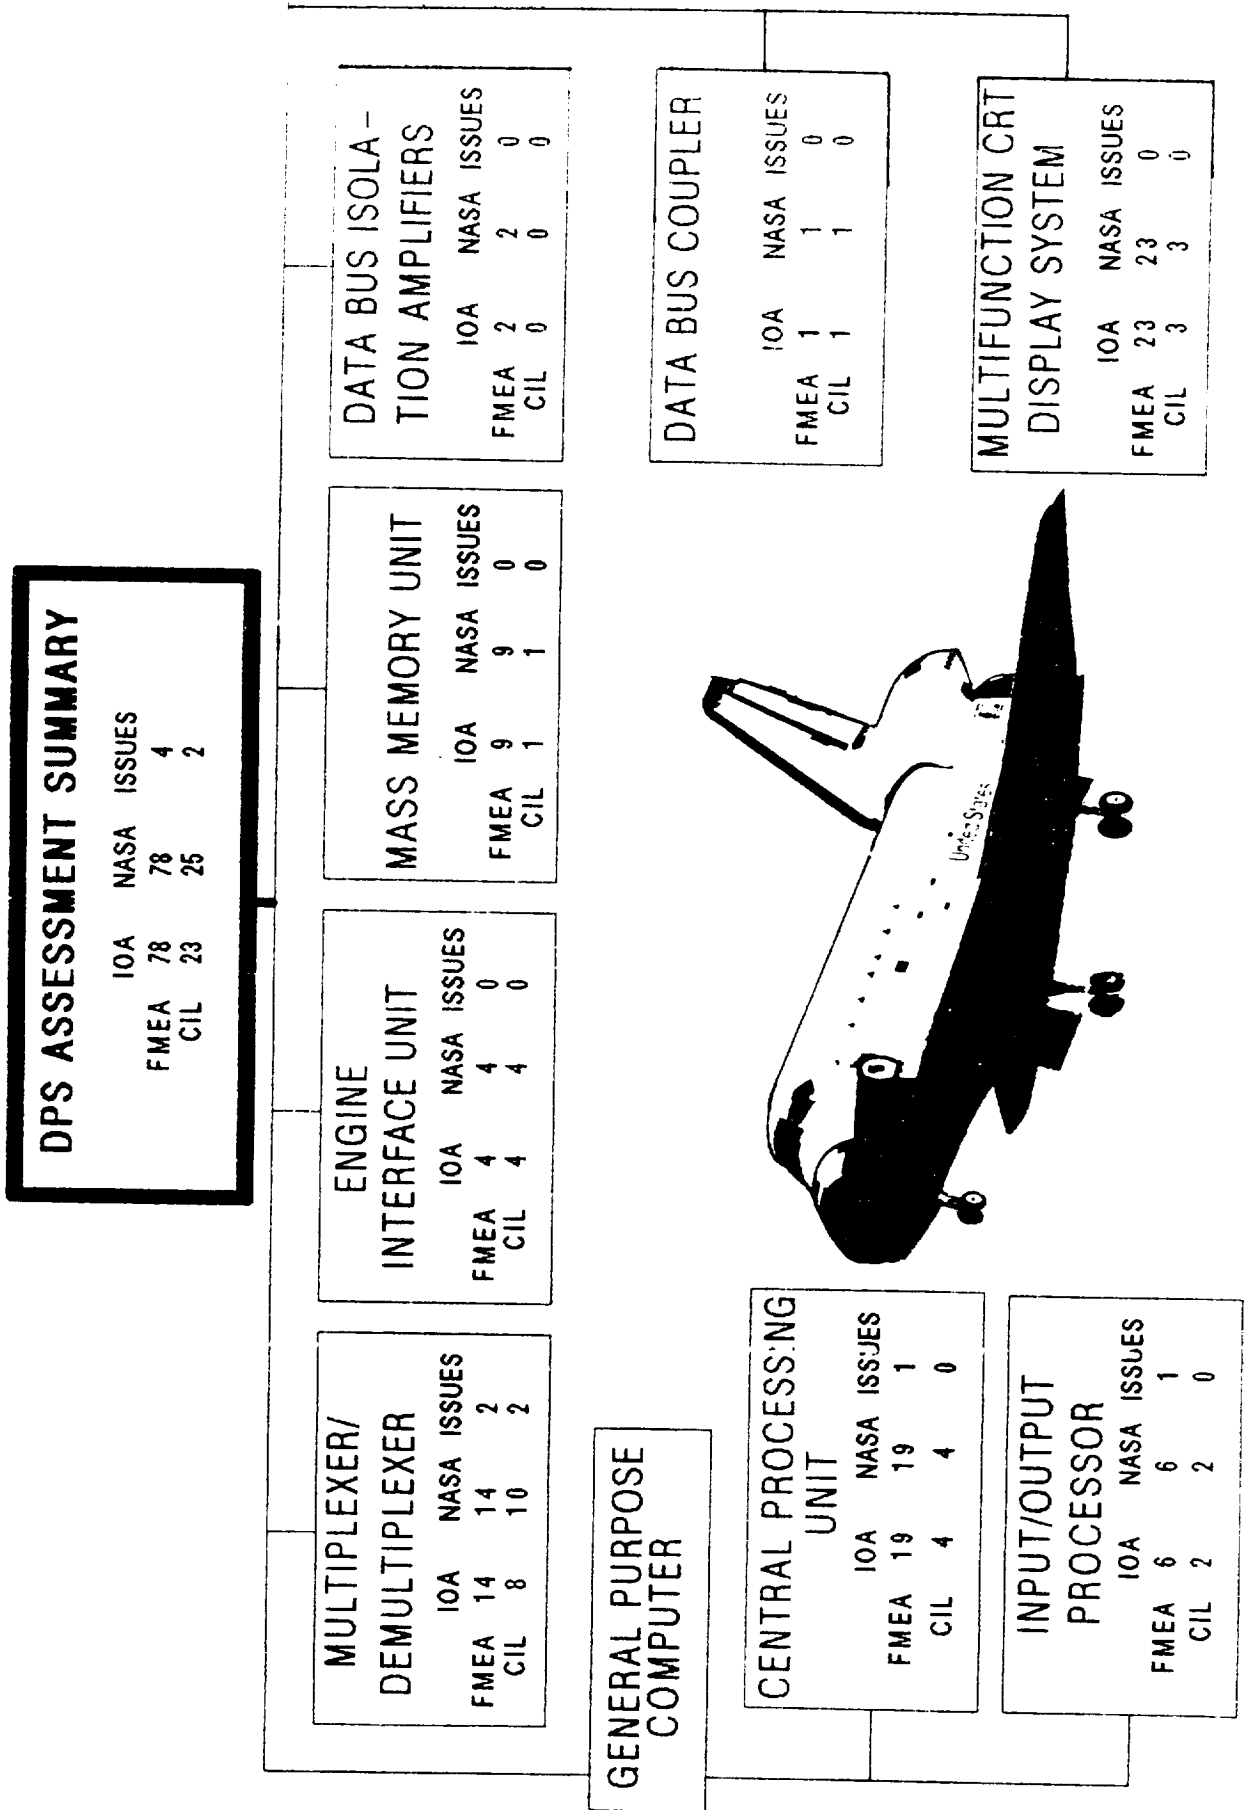 DPS ASSESSMENT SUMMARY
IOA NASA ISSUES
FMEA 78 78 4
CIL 23 25 2
MULTIPLEXER/
DEMULTIPLEXER
IOA NASA ISSUES
FMEA 14 14 2
CIL 8 10 2
ENGINE
INTERFACE UNIT
IOA NASA ISSUES
FMEA 4 4 0
CIL 4 4 0
MASS MEMORY UNIT
IOA NASA ISSUES
FMEA 9 9 0
CIL 1 1 0
DATA BUS ISOLA-
TION AMPLIFIERS
IOA NASA ISSUES
FMEA 2 2 0
CIL 0 0 0
GENERAL PURPOSE
COMPUTER
CENTRAL PROCESSING
UNIT
IOA NASA ISSUES
FMEA 19 19 1
CIL 4 4 0
INPUT/OUTPUT
PROCESSOR
IOA NASA ISSUES
FMEA 6 6 1
CIL 2 2 0
United States
DATA BUS COUPLER
IOA NASA ISSUES
FMEA 1 1 0
CIL 1 1 0
MULTIFUNCTION CRT
DISPLAY SYSTEM
IOA NASA ISSUES
FMEA 23 23 0
CIL 3 3 0